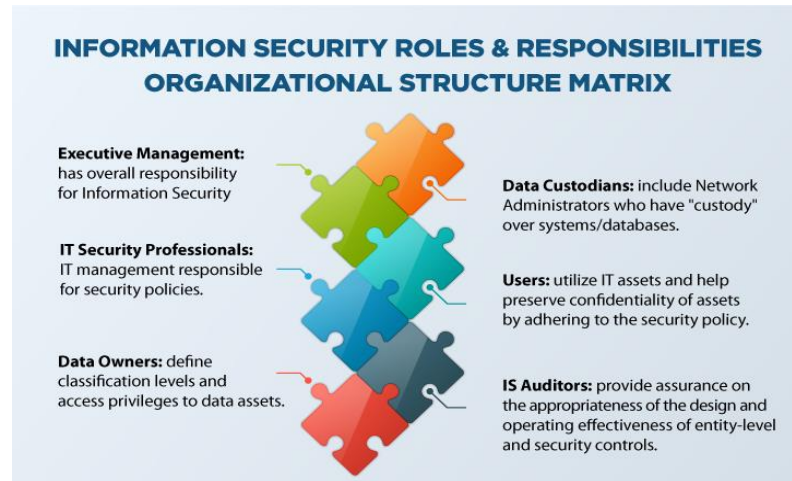 INFORMATION SECURITY ROLES & RESPONSIBILITIES
ORGANIZATIONAL STRUCTURE MATRIX
Executive Management:
has overall responsibility
for Information Security
IT Security Professionals:
IT management responsible
for security policies.
Data Owners: define
classification levels and
access privileges to data assets.
Data Custodians: include Network
Administrators who have "custody"
over systems/databases.
Users: utilize IT assets and help
preserve confidentiality of assets
by adhering to the security policy.
IS Auditors: provide assurance on
the appropriateness of the design and
operating effectiveness of entity-level
and security controls.